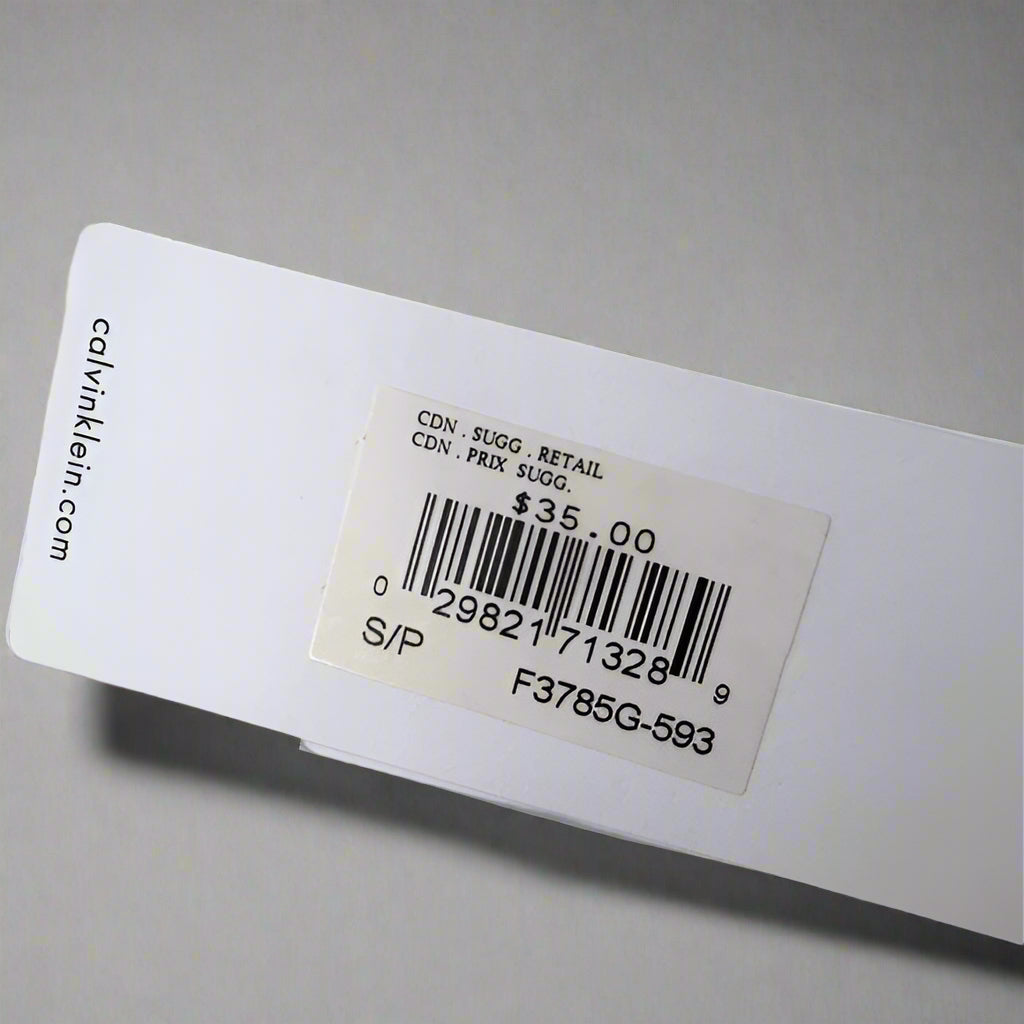 calvinklein.com
CDN . SUGG . RETAIL
CDN . PRIX SUGG.
$35.00
0 29821 71328 9
S/P
F3785G-593